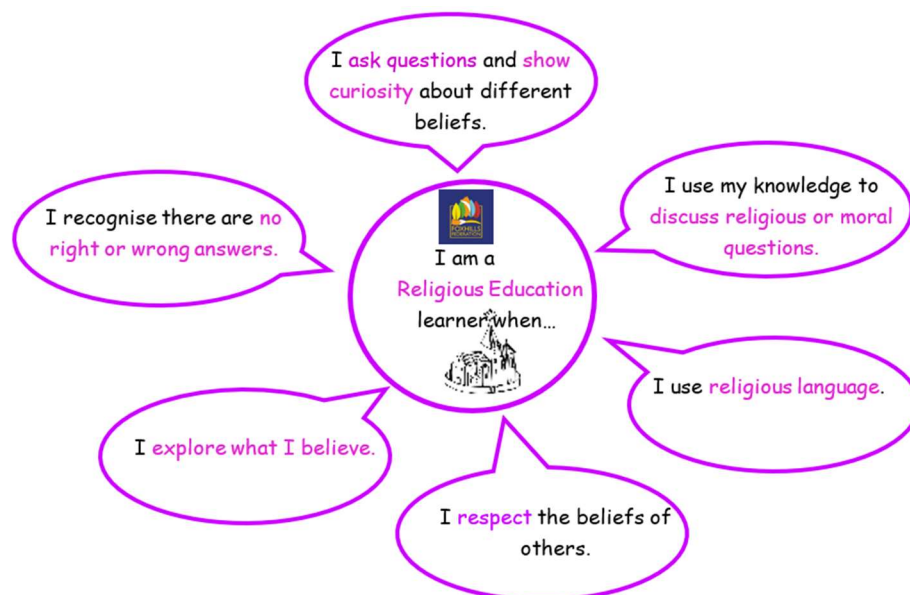 I ask questions and show
curiosity about different
beliefs.
I recognise there are no
right or wrong answers.
FOXHILLS
FEDERATION
I am a
Religious Education
learner when...
I use my knowledge to
discuss religious or moral
questions.
I use religious language.
I explore what I believe.
I respect the beliefs of
others.